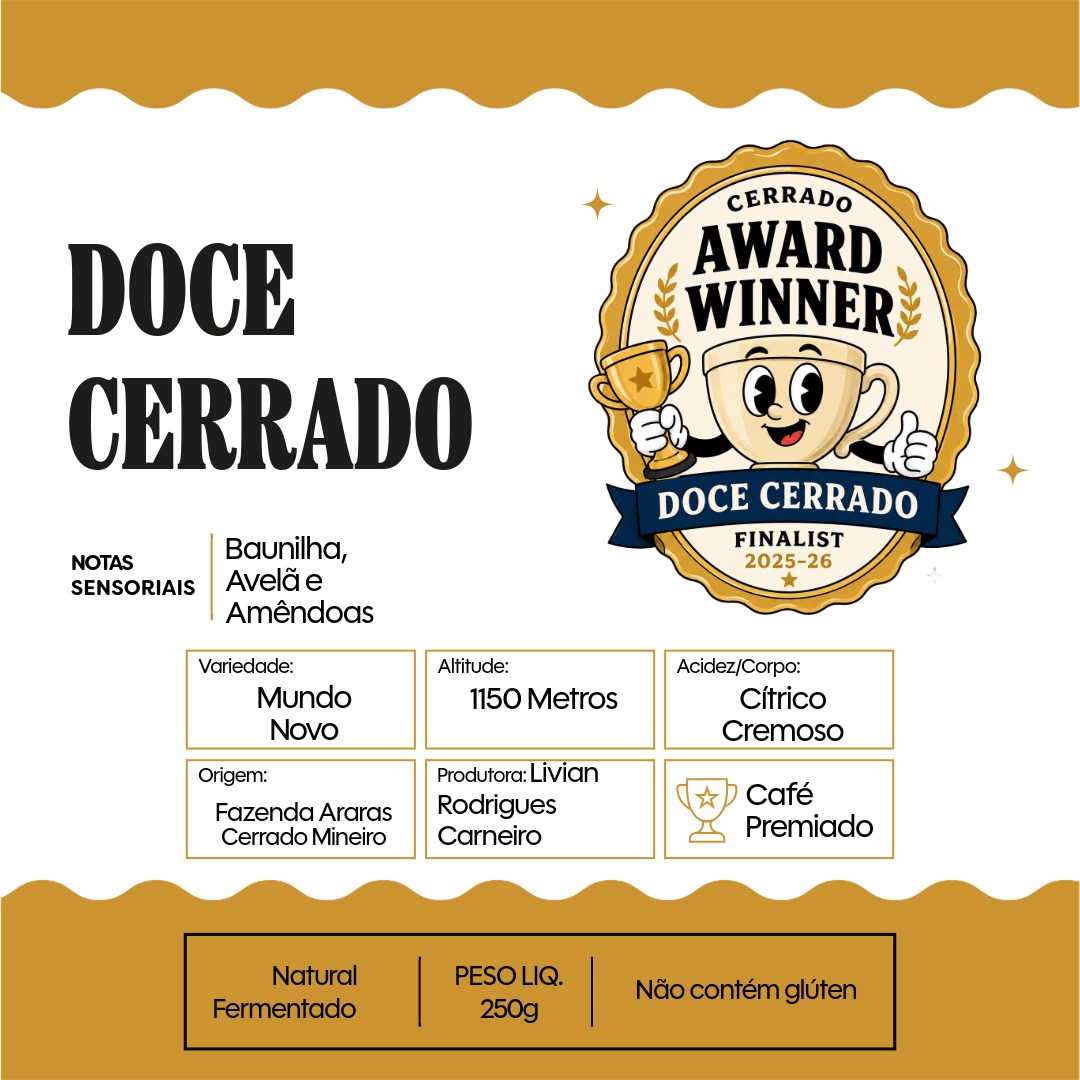 DOCE
CERRADO
CERRADO
AWARD
WINNER
DOCE CERRADO
FINALIST
2025-26
NOTAS
SENSORIAIS
Baunilha,
Avelã e
Amêndoas
Variedade:
Mundo
Novo
Altitude:
1150 Metros
Acidez/Corpo:
Cítrico
Cremoso
Origem:
Fazenda Araras
Cerrado Mineiro
Produtora: Livian
Rodrigues
Carneiro
Café
Premiado
Natural
Fermentado
PESO LIQ.
250g
Não contém glúten